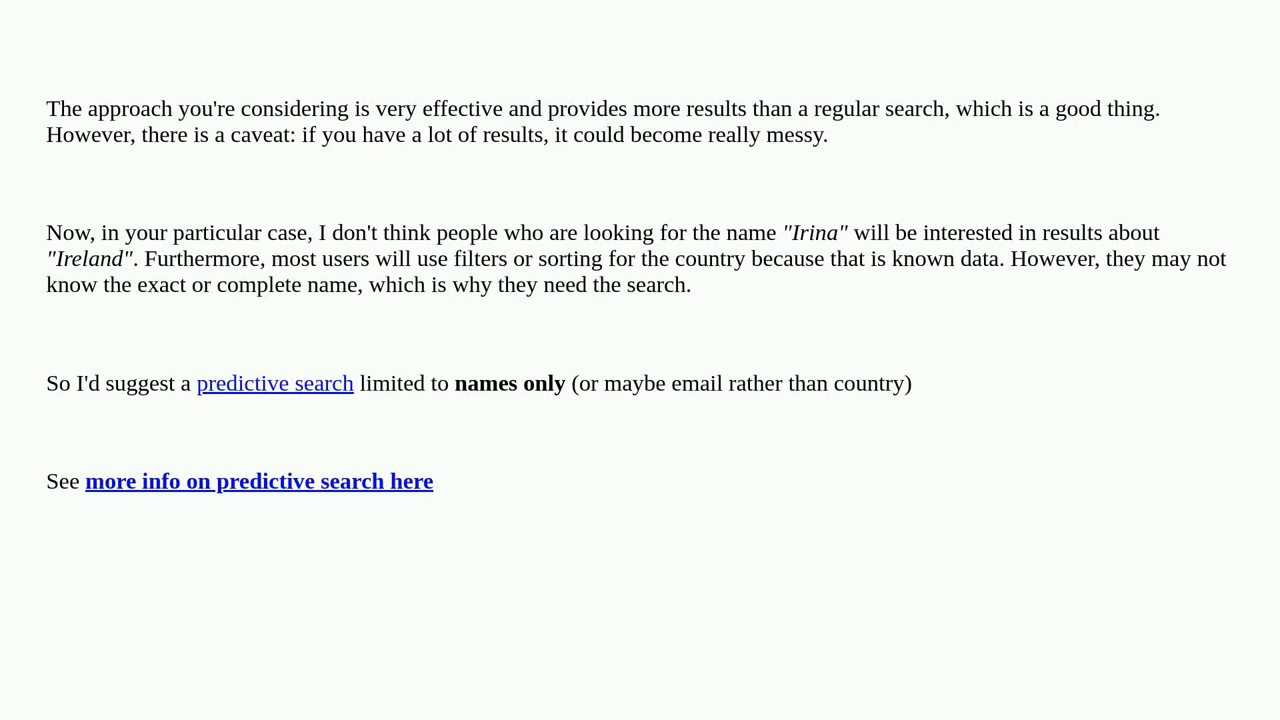 The approach you're considering is very effective and provides more results than a regular search, which is a good thing.
However, there is a caveat: if you have a lot of results, it could become really messy.
Now, in your particular case, I don't think people who are looking for the name "Irina" will be interested in results about
"Ireland". Furthermore, most users will use filters or sorting for the country because that is known data. However, they may not
know the exact or complete name, which is why they need the search.
So I'd suggest a predictive search limited to names only (or maybe email rather than country)
See more info on predictive search here